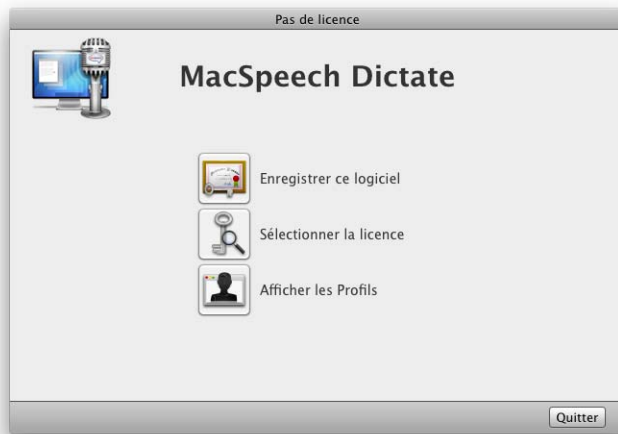 Pas de licence
MacSpeech Dictate
Enregistrer ce logiciel
Sélectionner la licence
Afficher les Profils
Quitter